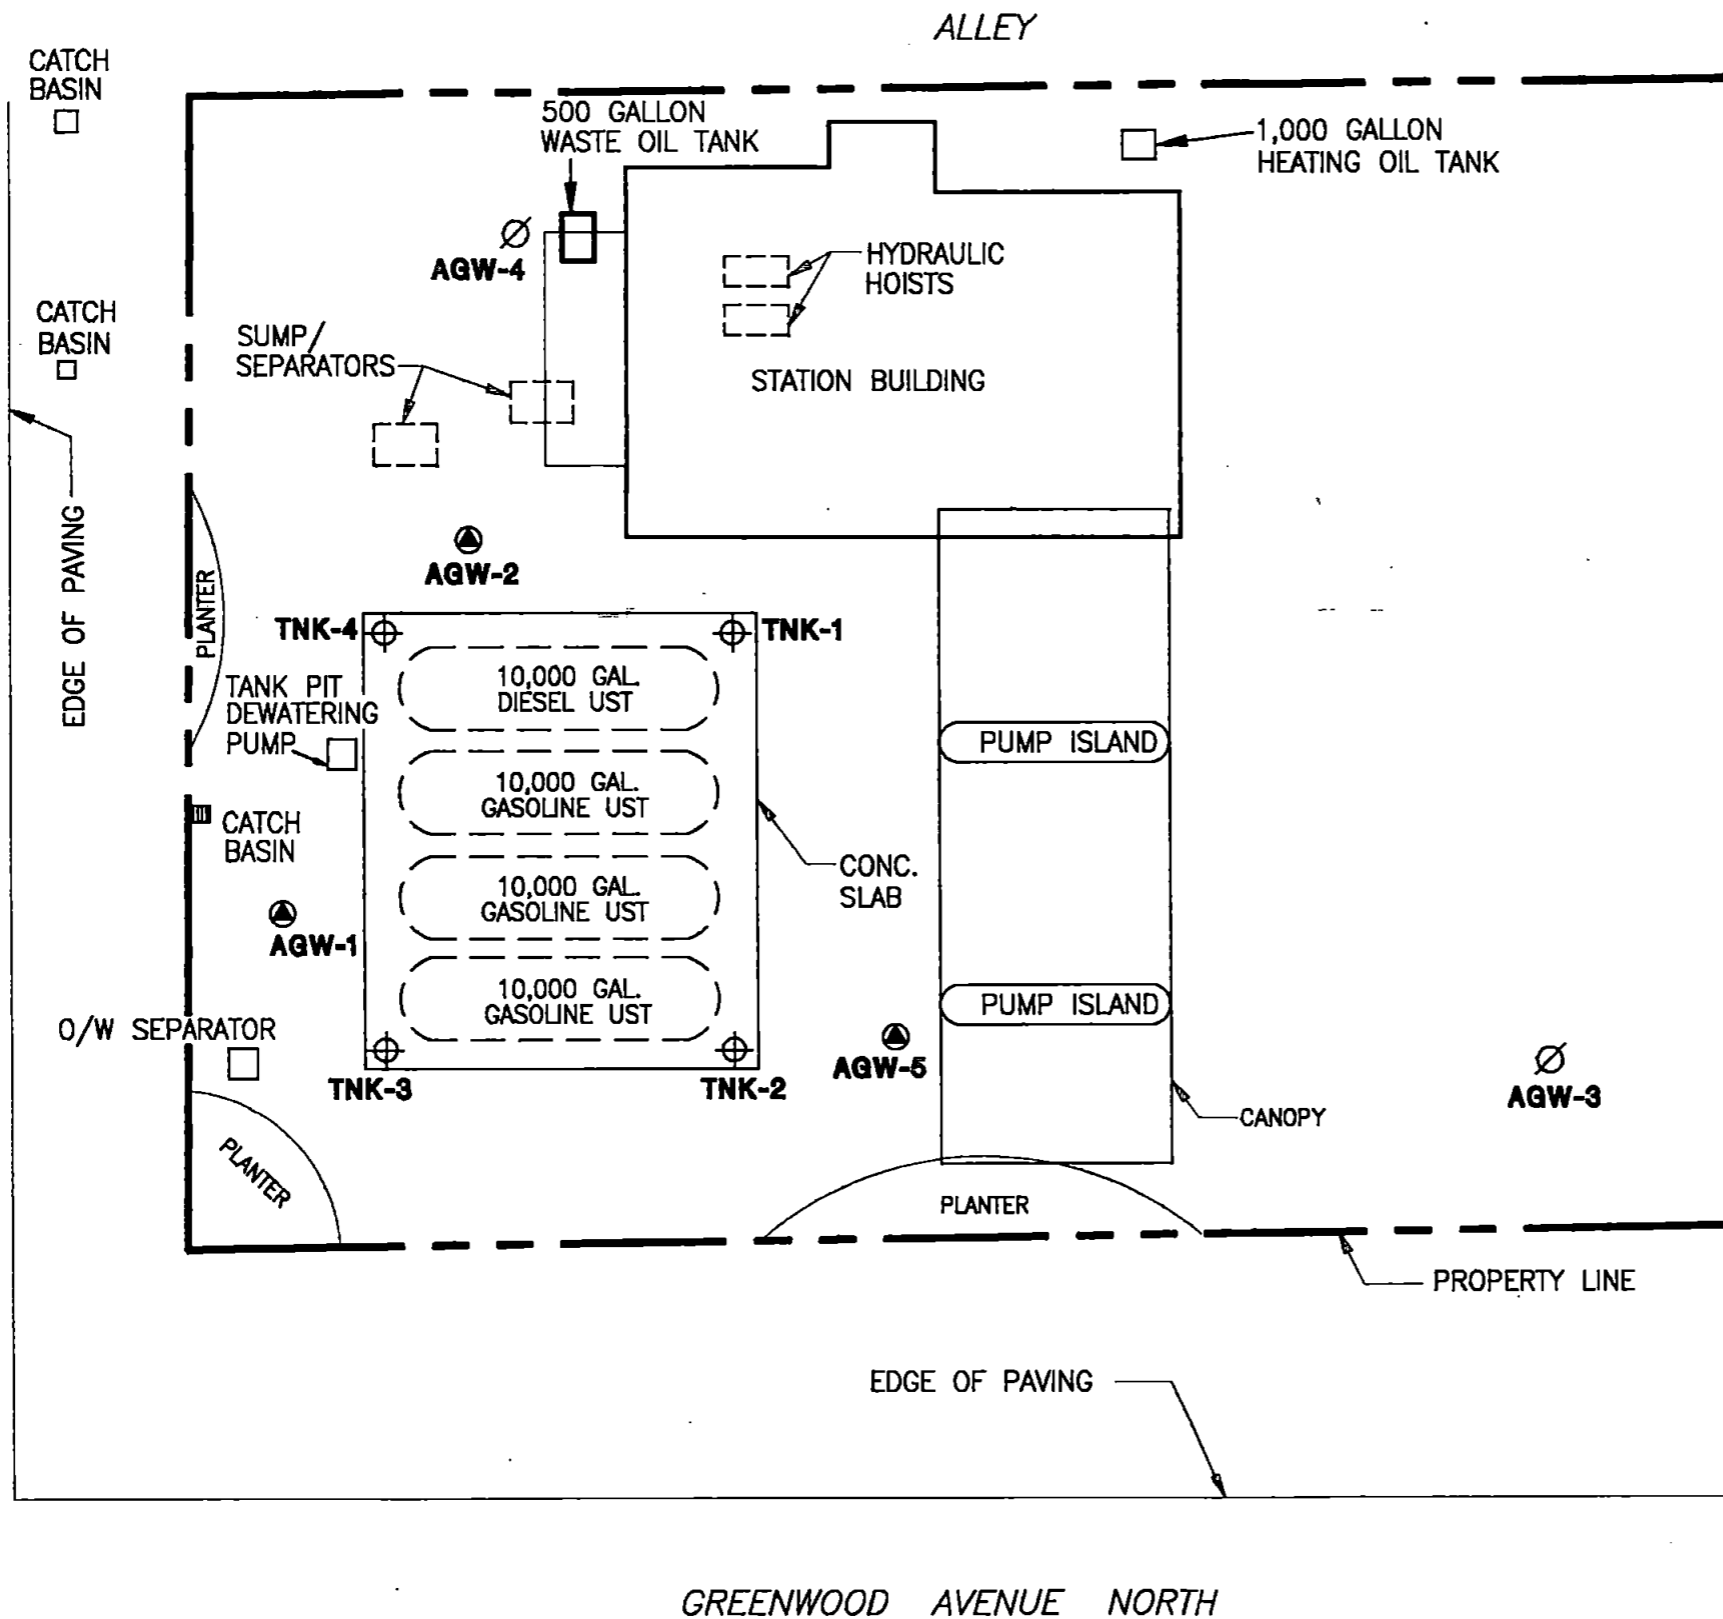 ALLEY
CATCH
BASIN
500 GALLON
WASTE OIL TANK
1,000 GALLON
HEATING OIL TANK
AGW-4
HYDRAULIC
HOISTS
CATCH
BASIN
SUMP/
SEPARATORS
STATION BUILDING
EDGE OF PAVING
PLANTER
AGW-2
TNK-4
TNK-1
10,000 GAL.
DIESEL UST
TANK PIT
DEWATERING
PUMP
PUMP ISLAND
10,000 GAL.
GASOLINE UST
CATCH
BASIN
CONC.
SLAB
10,000 GAL.
GASOLINE UST
AGW-1
10,000 GAL.
GASOLINE UST
PUMP ISLAND
O/W SEPARATOR
TNK-3
TNK-2
AGW-5
AGW-3
CANOPY
PLANTER
PLANTER
PROPERTY LINE
EDGE OF PAVING
GREENWOOD AVENUE NORTH